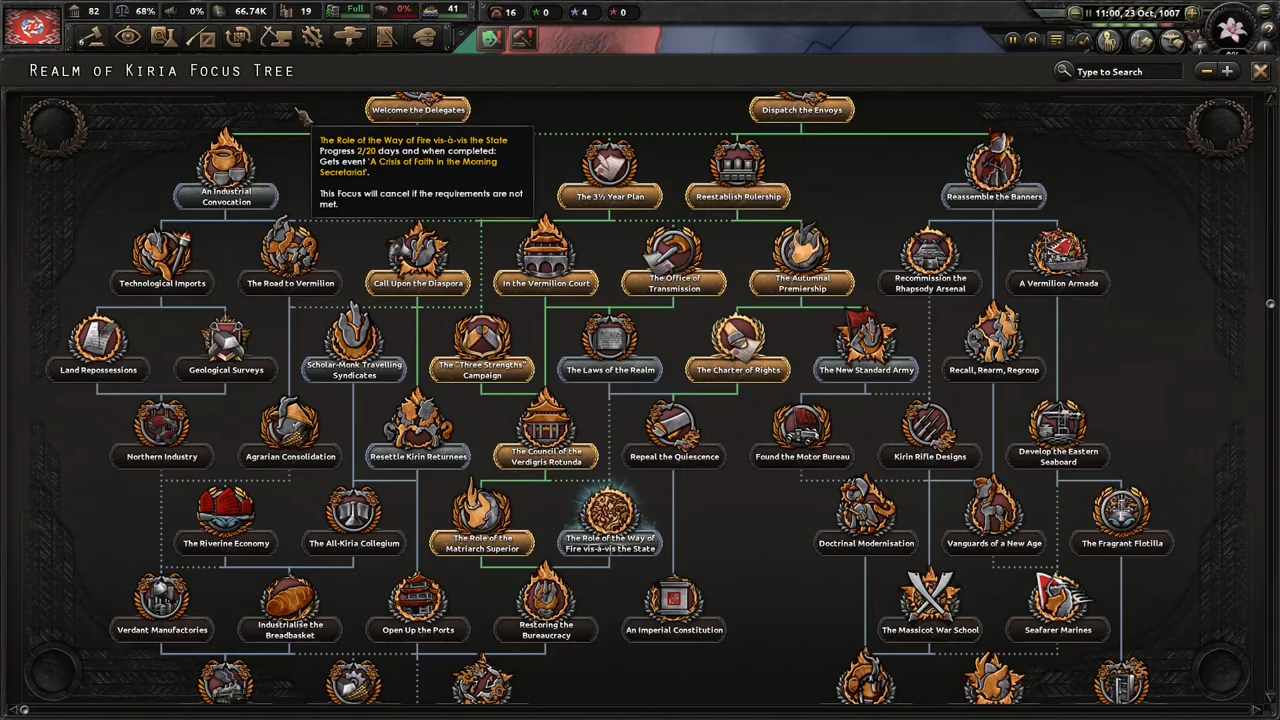 82 68% 0% 66.74K 19 Full 0% 41 16 0 4 0 11:00, 23 Oct, 1007
REALM OF KIRIA FOCUS TREE
Type to Search
Welcome the Delegates
Dispatch the Envoys
The Role of the Way of Fire vis-à-vis the State
Progress 2/20 days and when completed:
Gets event 'A Crisis of Faith in the Morning
Secretariat'.
This Focus will cancel if the requirements are not
met.
An Industrial
Convocation
The 3½ Year Plan
Reestablish Rulership
Reassemble the Banners
Technological Imports
The Road to Vermilion
Call Upon the Diaspora
In the Vermilion Court
The Office of
Transmission
The Autumnal
Premiership
Recommission the
Rhapsody Arsenal
A Vermilion Armada
Land Repossessions
Geological Surveys
Scholar-Monk Travelling
Syndicates
The "Three Strengths"
Campaign
The Laws of the Realm
The Charter of Rights
The New Standard Army
Recall, Rearm, Regroup
Northern Industry
Agrarian Consolidation
Resettle Kirin Returnees
The Council of the
Verdigris Rotunda
Repeal the Quiescence
Found the Motor Bureau
Kirin Rifle Designs
Develop the Eastern
Seaboard
The Riverine Economy
The All-Kiria Collegium
The Role of the
Matriarch Superior
The Role of the Way of
Fire vis-à-vis the State
Doctrinal Modernisation
Vanguards of a New Age
The Fragrant Flotilla
Verdant Manufactories
Industrialise the
Breadbasket
Open Up the Ports
Restoring the
Bureaucracy
An Imperial Constitution
The Massicot War School
Seafarer Marines